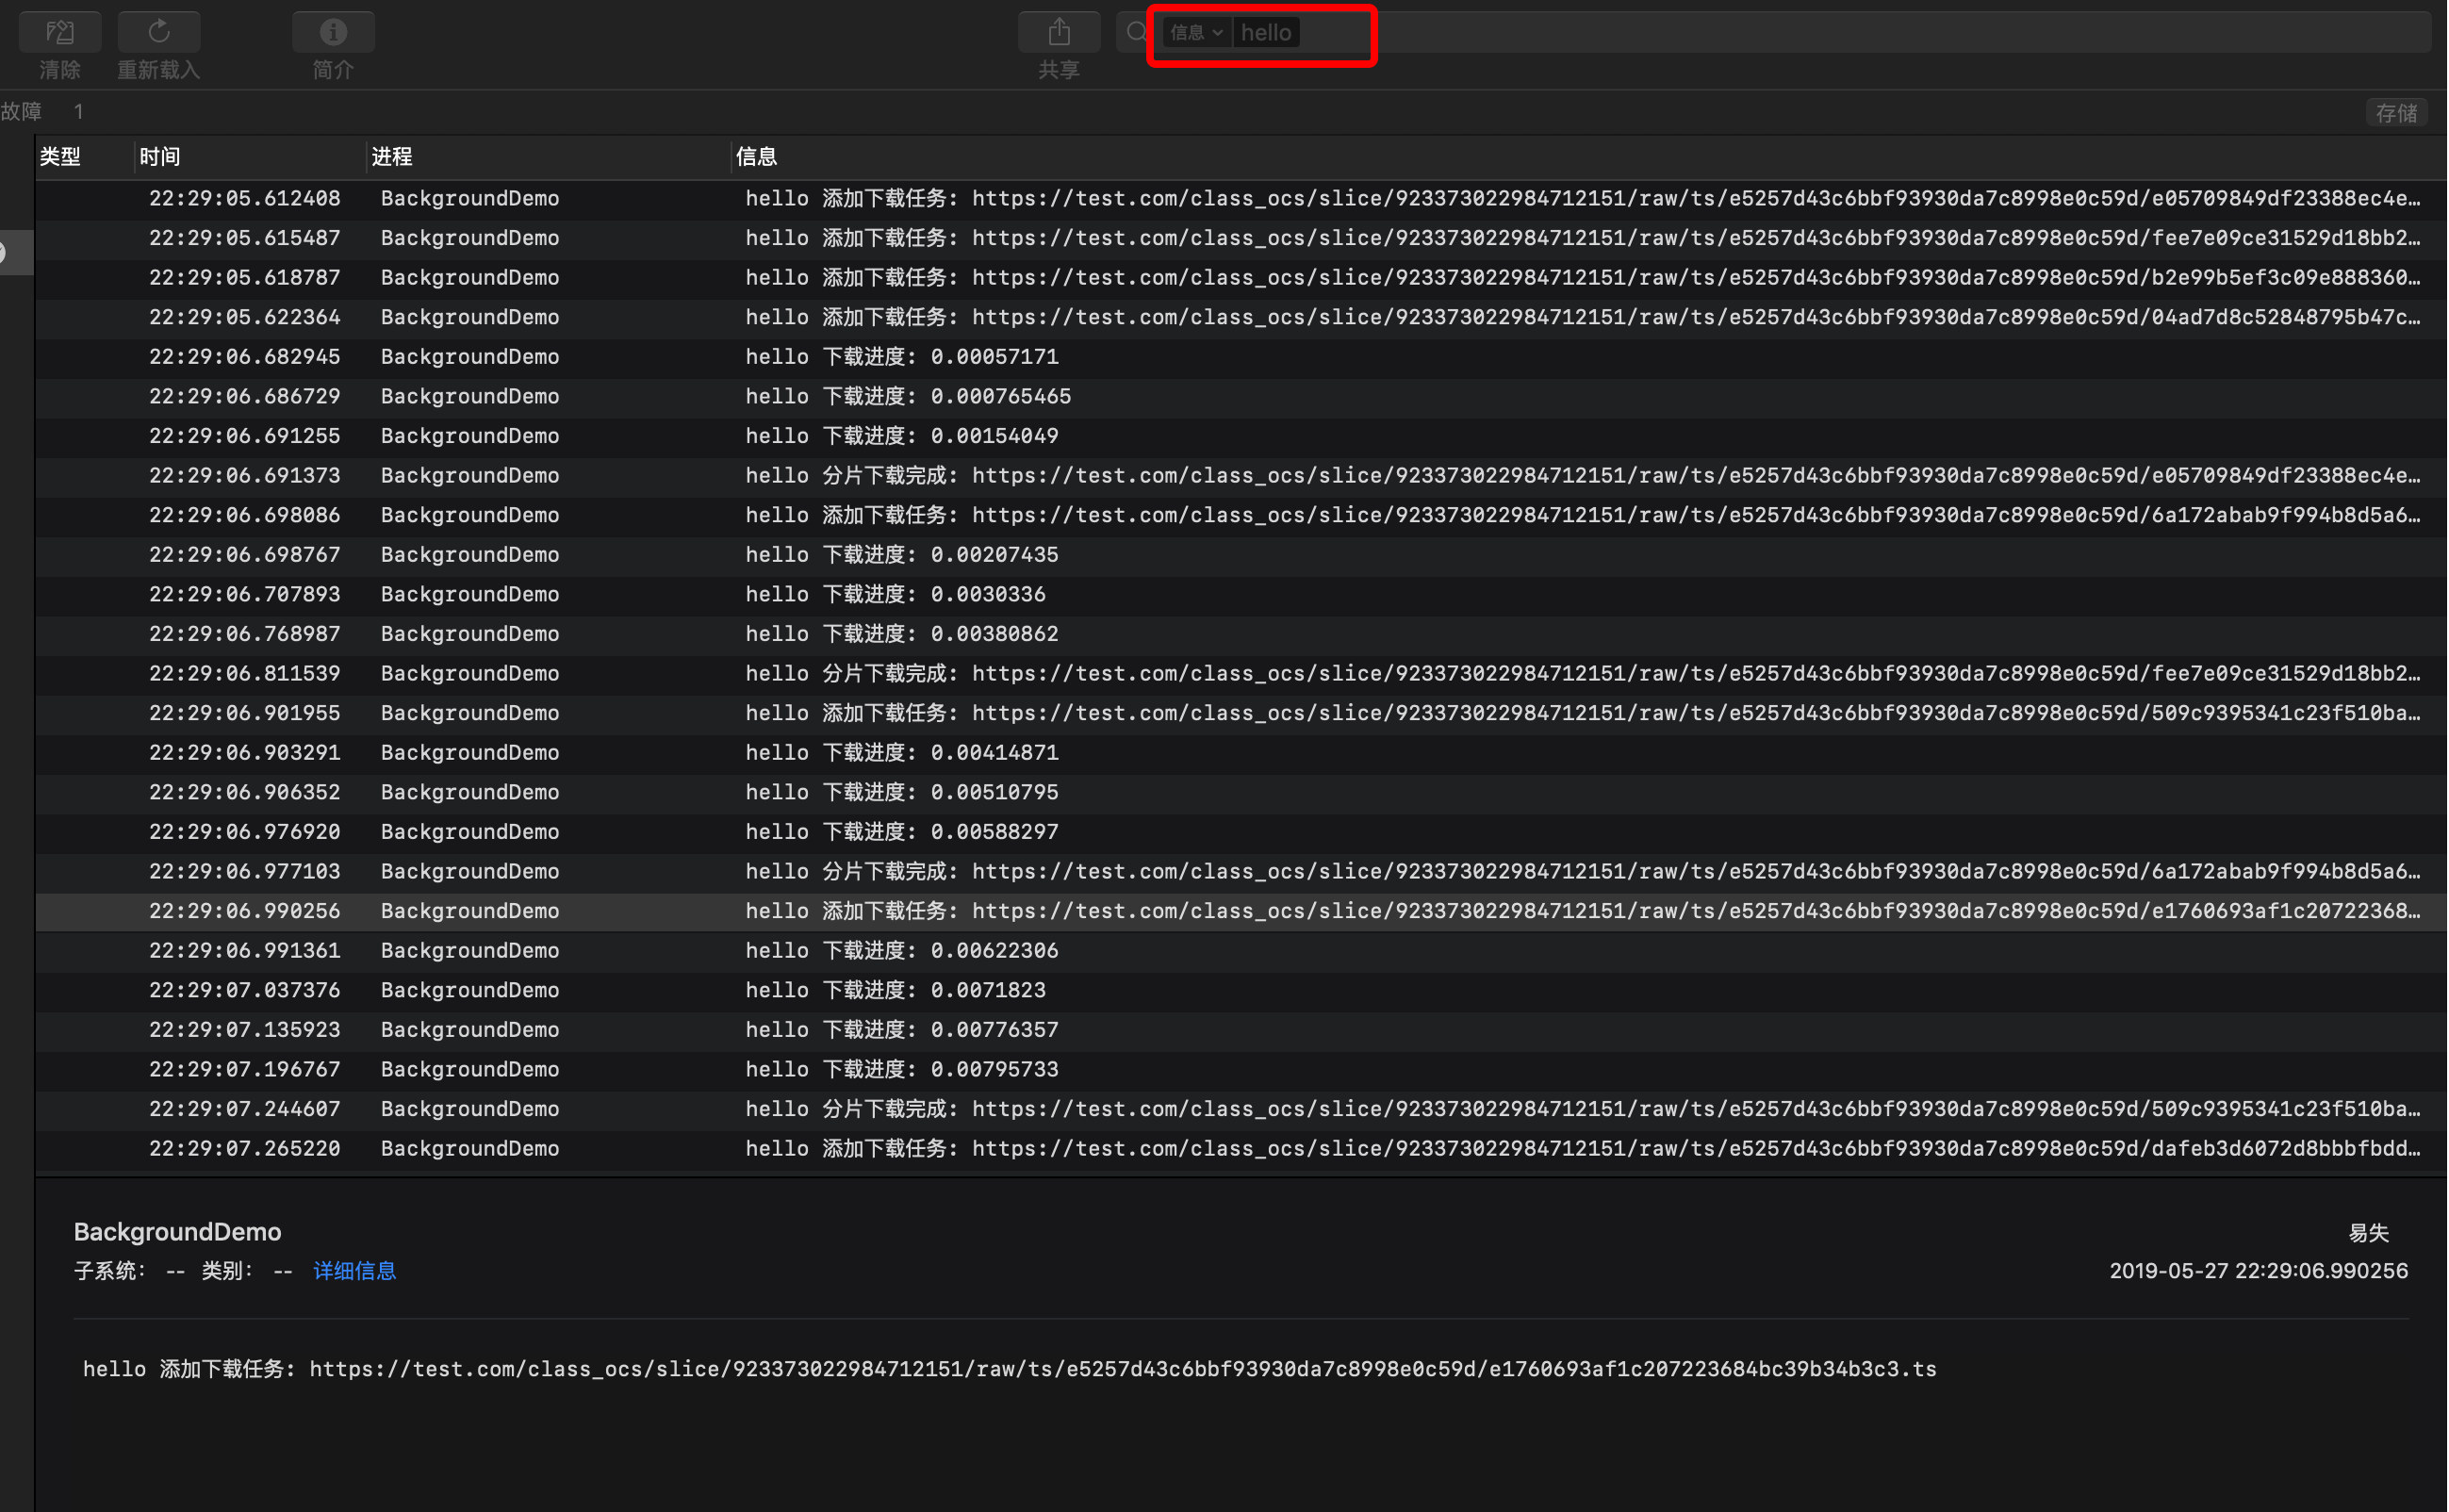 信息 hello
清除 重新载入 简介 共享
故障 1 存储
类型 时间 进程 信息
22:29:05.612408 BackgroundDemo hello 添加下载任务: https://test.com/class_ocs/slice/923373022984712151/raw/ts/e5257d43c6bbf93930da7c8998e0c59d/e05709849df23388ec4e…
22:29:05.615487 BackgroundDemo hello 添加下载任务: https://test.com/class_ocs/slice/923373022984712151/raw/ts/e5257d43c6bbf93930da7c8998e0c59d/fee7e09ce31529d18bb2…
22:29:05.618787 BackgroundDemo hello 添加下载任务: https://test.com/class_ocs/slice/923373022984712151/raw/ts/e5257d43c6bbf93930da7c8998e0c59d/b2e99b5ef3c09e888360…
22:29:05.622364 BackgroundDemo hello 添加下载任务: https://test.com/class_ocs/slice/923373022984712151/raw/ts/e5257d43c6bbf93930da7c8998e0c59d/04ad7d8c52848795b47c…
22:29:06.682945 BackgroundDemo hello 下载进度: 0.00057171
22:29:06.686729 BackgroundDemo hello 下载进度: 0.000765465
22:29:06.691255 BackgroundDemo hello 下载进度: 0.00154049
22:29:06.691373 BackgroundDemo hello 分片下载完成: https://test.com/class_ocs/slice/923373022984712151/raw/ts/e5257d43c6bbf93930da7c8998e0c59d/e05709849df23388ec4e…
22:29:06.698086 BackgroundDemo hello 添加下载任务: https://test.com/class_ocs/slice/923373022984712151/raw/ts/e5257d43c6bbf93930da7c8998e0c59d/6a172abab9f994b8d5a6…
22:29:06.698767 BackgroundDemo hello 下载进度: 0.00207435
22:29:06.707893 BackgroundDemo hello 下载进度: 0.0030336
22:29:06.768987 BackgroundDemo hello 下载进度: 0.00380862
22:29:06.811539 BackgroundDemo hello 分片下载完成: https://test.com/class_ocs/slice/923373022984712151/raw/ts/e5257d43c6bbf93930da7c8998e0c59d/fee7e09ce31529d18bb2…
22:29:06.901955 BackgroundDemo hello 添加下载任务: https://test.com/class_ocs/slice/923373022984712151/raw/ts/e5257d43c6bbf93930da7c8998e0c59d/509c9395341c23f510ba…
22:29:06.903291 BackgroundDemo hello 下载进度: 0.00414871
22:29:06.906352 BackgroundDemo hello 下载进度: 0.00510795
22:29:06.976920 BackgroundDemo hello 下载进度: 0.00588297
22:29:06.977103 BackgroundDemo hello 分片下载完成: https://test.com/class_ocs/slice/923373022984712151/raw/ts/e5257d43c6bbf93930da7c8998e0c59d/6a172abab9f994b8d5a6…
22:29:06.990256 BackgroundDemo hello 添加下载任务: https://test.com/class_ocs/slice/923373022984712151/raw/ts/e5257d43c6bbf93930da7c8998e0c59d/e1760693af1c20722368…
22:29:06.991361 BackgroundDemo hello 下载进度: 0.00622306
22:29:07.037376 BackgroundDemo hello 下载进度: 0.0071823
22:29:07.135923 BackgroundDemo hello 下载进度: 0.00776357
22:29:07.196767 BackgroundDemo hello 下载进度: 0.00795733
22:29:07.244607 BackgroundDemo hello 分片下载完成: https://test.com/class_ocs/slice/923373022984712151/raw/ts/e5257d43c6bbf93930da7c8998e0c59d/509c9395341c23f510ba…
22:29:07.265220 BackgroundDemo hello 添加下载任务: https://test.com/class_ocs/slice/923373022984712151/raw/ts/e5257d43c6bbf93930da7c8998e0c59d/dafeb3d6072d8bbbfbdd…
BackgroundDemo 易失
子系统: -- 类别: -- 详细信息 2019-05-27 22:29:06.990256
hello 添加下载任务: https://test.com/class_ocs/slice/923373022984712151/raw/ts/e5257d43c6bbf93930da7c8998e0c59d/e1760693af1c207223684bc39b34b3c3.ts